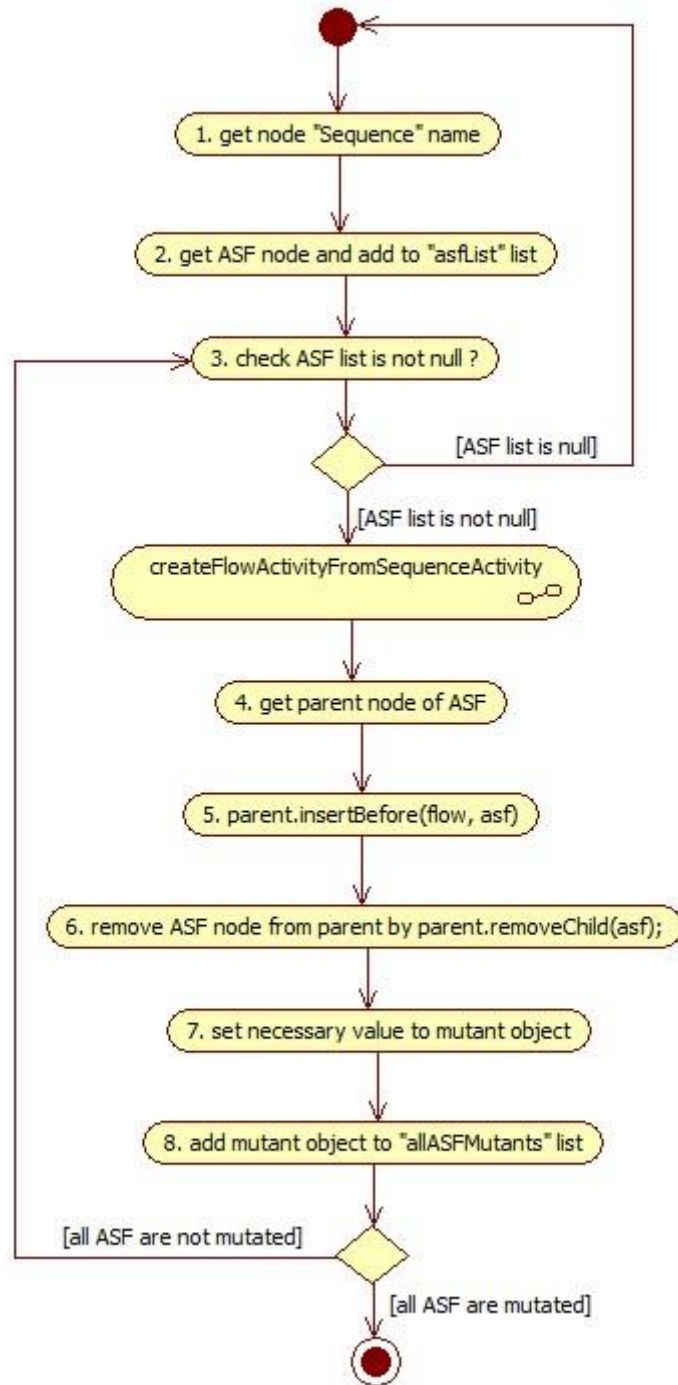 1. get node "Sequence" name
2. get ASF node and add to "asfList" list
3. check ASF list is not null ?
[ASF list is null]
[ASF list is not null]
createFlowActivityFromSequenceActivity
4. get parent node of ASF
5. parent.insertBefore(flow, asf)
6. remove ASF node from parent by parent.removeChild(asf);
7. set necessary value to mutant object
8. add mutant object to "allASFMutants" list
[all ASF are not mutated]
[all ASF are mutated]